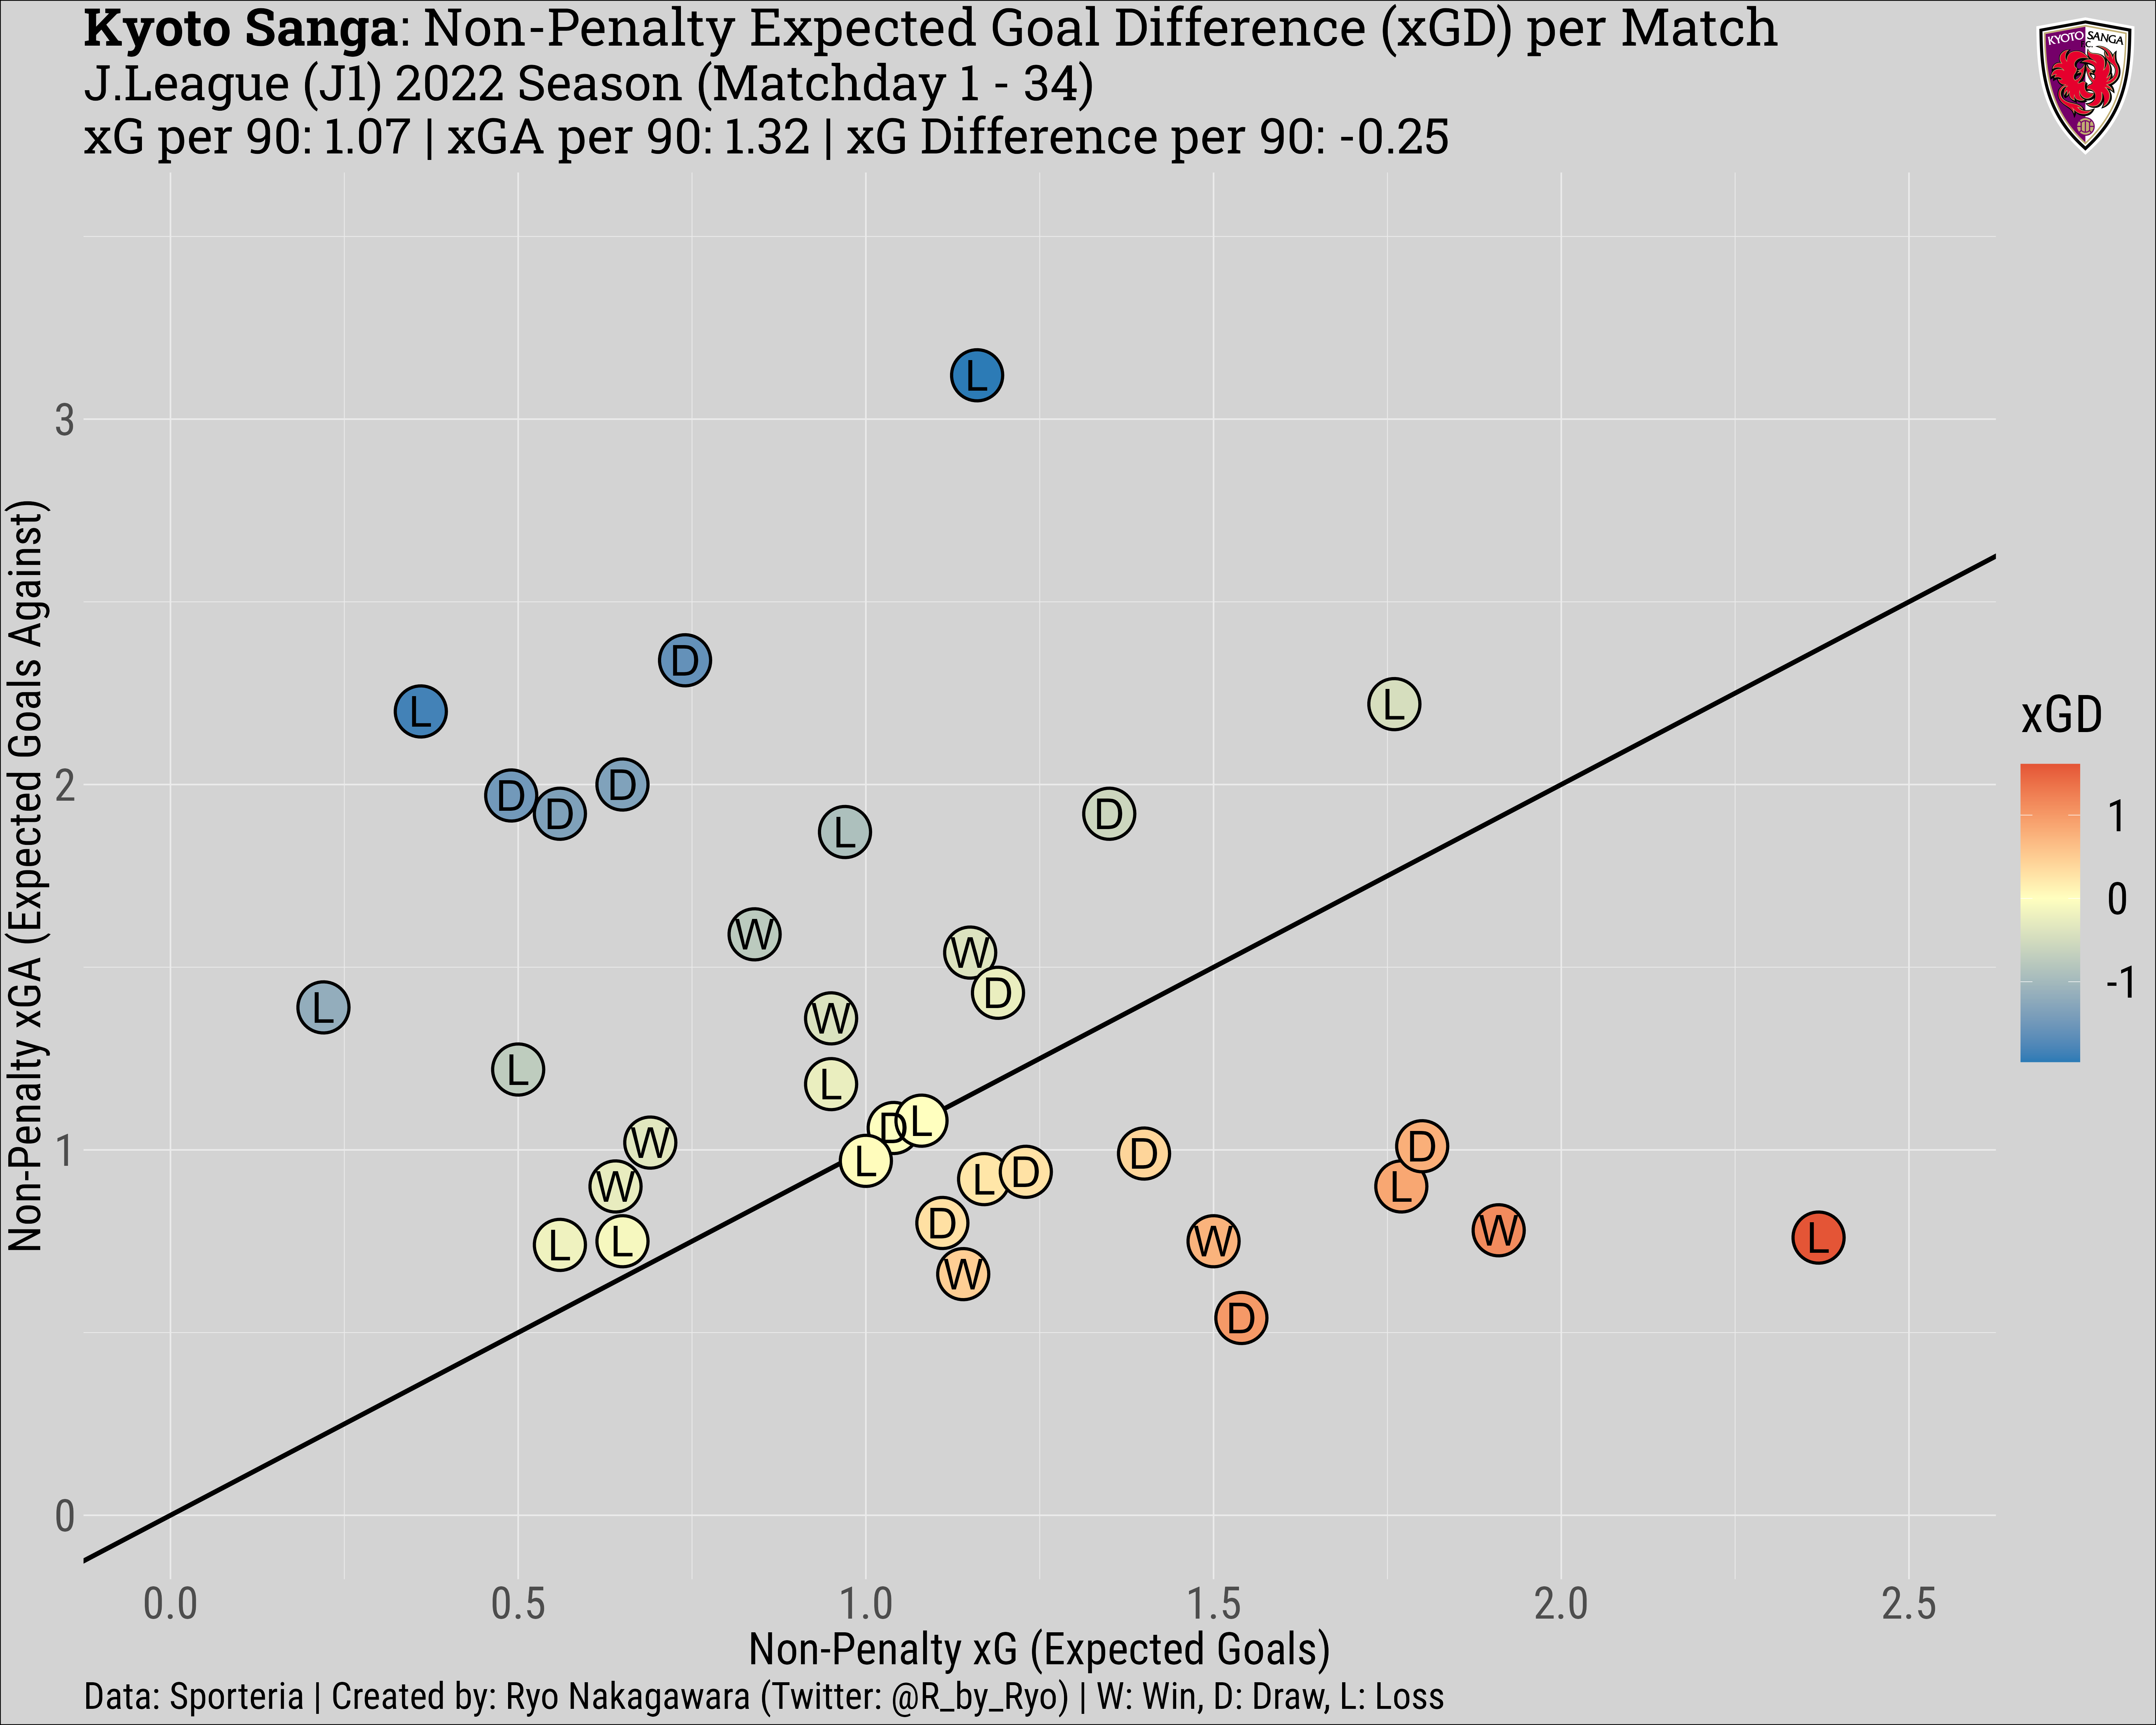 Kyoto Sanga: Non-Penalty Expected Goal Difference (xGD) per Match
J.League (J1) 2022 Season (Matchday 1 - 34)
xG per 90: 1.07 | xGA per 90: 1.32 | xG Difference per 90: -0.25
KYOTO SANGA
F.C.
Non-Penalty xGA (Expected Goals Against)
3
2
1
0
L
D
L
L
D
D
D
D
L
W
W
D
L
W
L
L
D
L
W
L
W
L
D
D
D
L
D
L
L
W
W
W
L
D
xGD
1
0
-1
0.0
0.5
1.0
1.5
2.0
2.5
Non-Penalty xG (Expected Goals)
Data: Sporteria | Created by: Ryo Nakagawara (Twitter: @R_by_Ryo) | W: Win, D: Draw, L: Loss